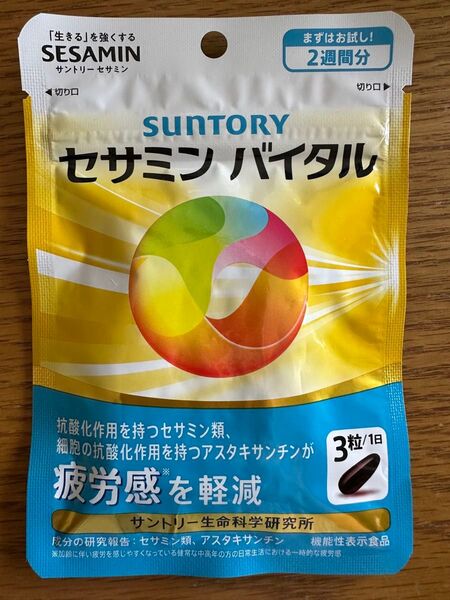 「生きる」を強くする
SESAMIN
サントリー セサミン
まずはお試し!
2週間分
◀切り口
切り口▶
SUNTORY
セサミン バイタル
抗酸化作用を持つセサミン類、
細胞の抗酸化作用を持つアスタキサンチンが
疲労感※を軽減
3粒/1日
サントリー生命科学研究所
成分の研究報告:セサミン類、アスタキサンチン
機能性表示食品
※加齢に伴い疲労を感じやすくなっている健常な中高年の方の日常生活における一時的な疲労感